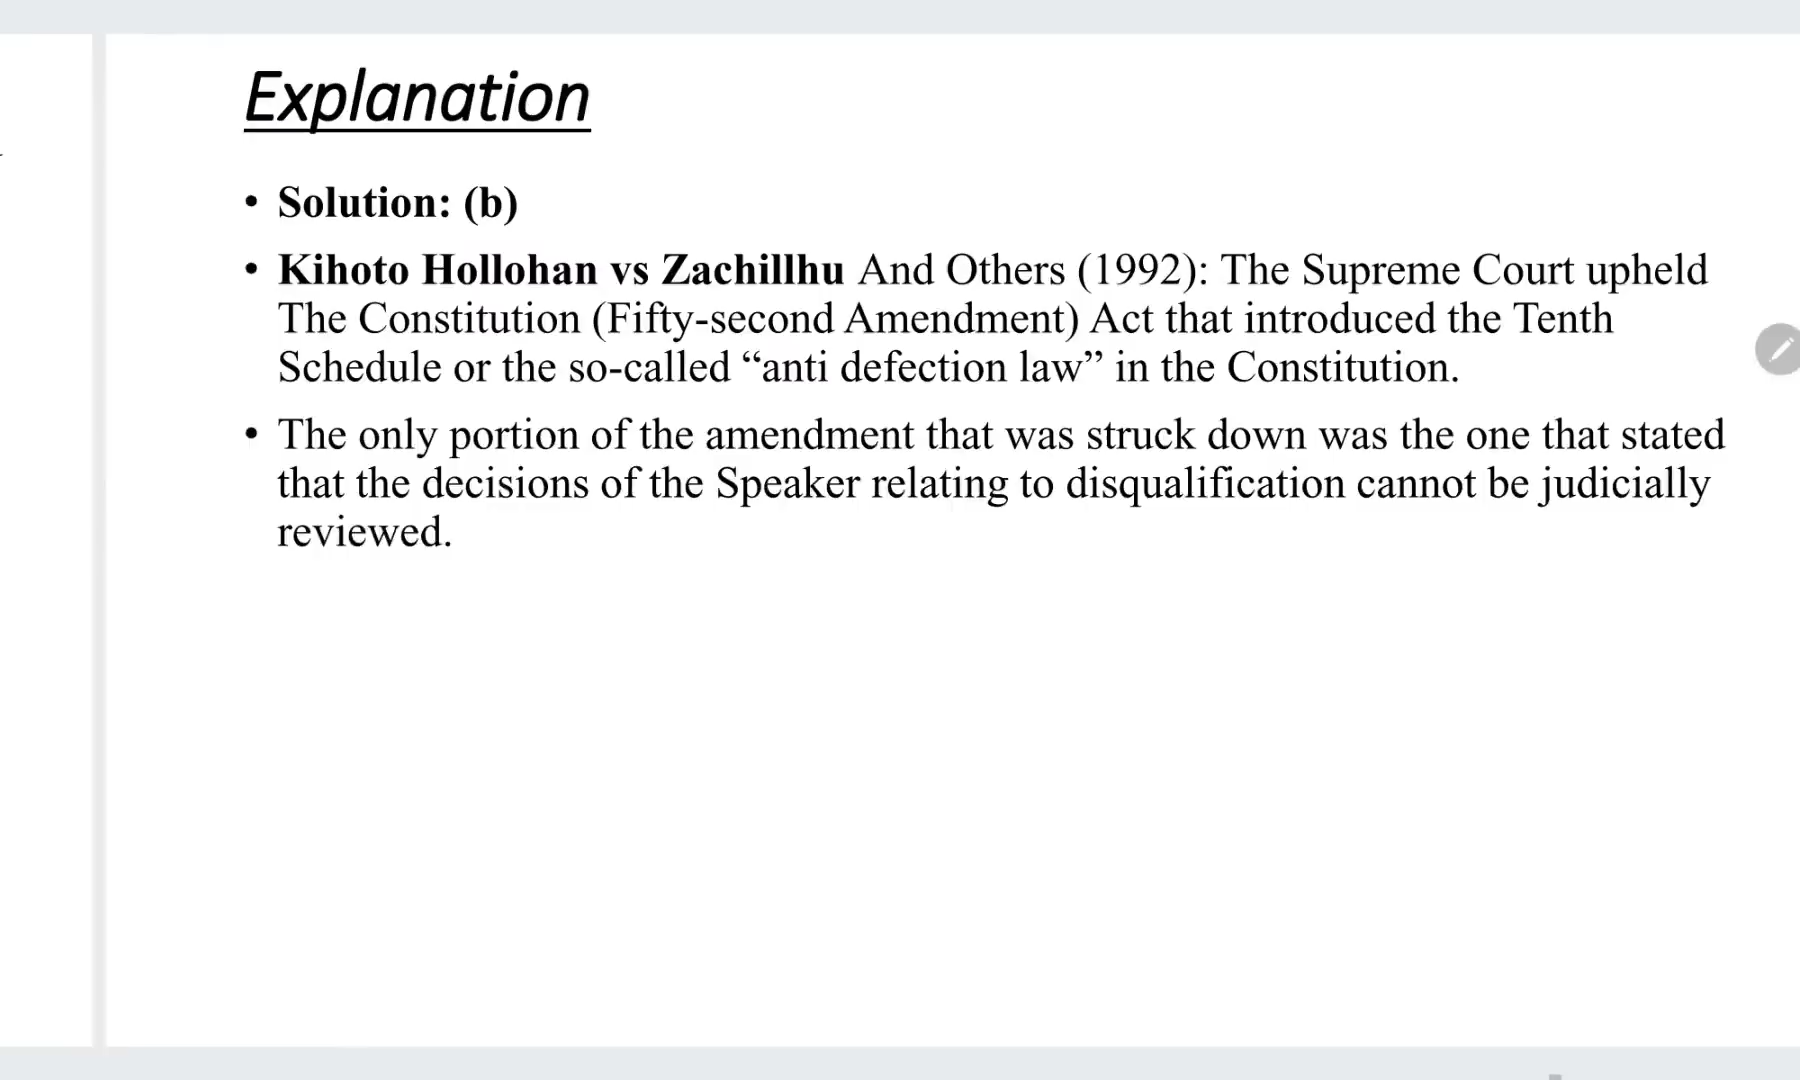 Explanation
• Solution: (b)
• Kihoto Hollohan vs Zachillhu And Others (1992): The Supreme Court upheld
The Constitution (Fifty-second Amendment) Act that introduced the Tenth
Schedule or the so-called “anti defection law” in the Constitution.
• The only portion of the amendment that was struck down was the one that stated
that the decisions of the Speaker relating to disqualification cannot be judicially
reviewed.